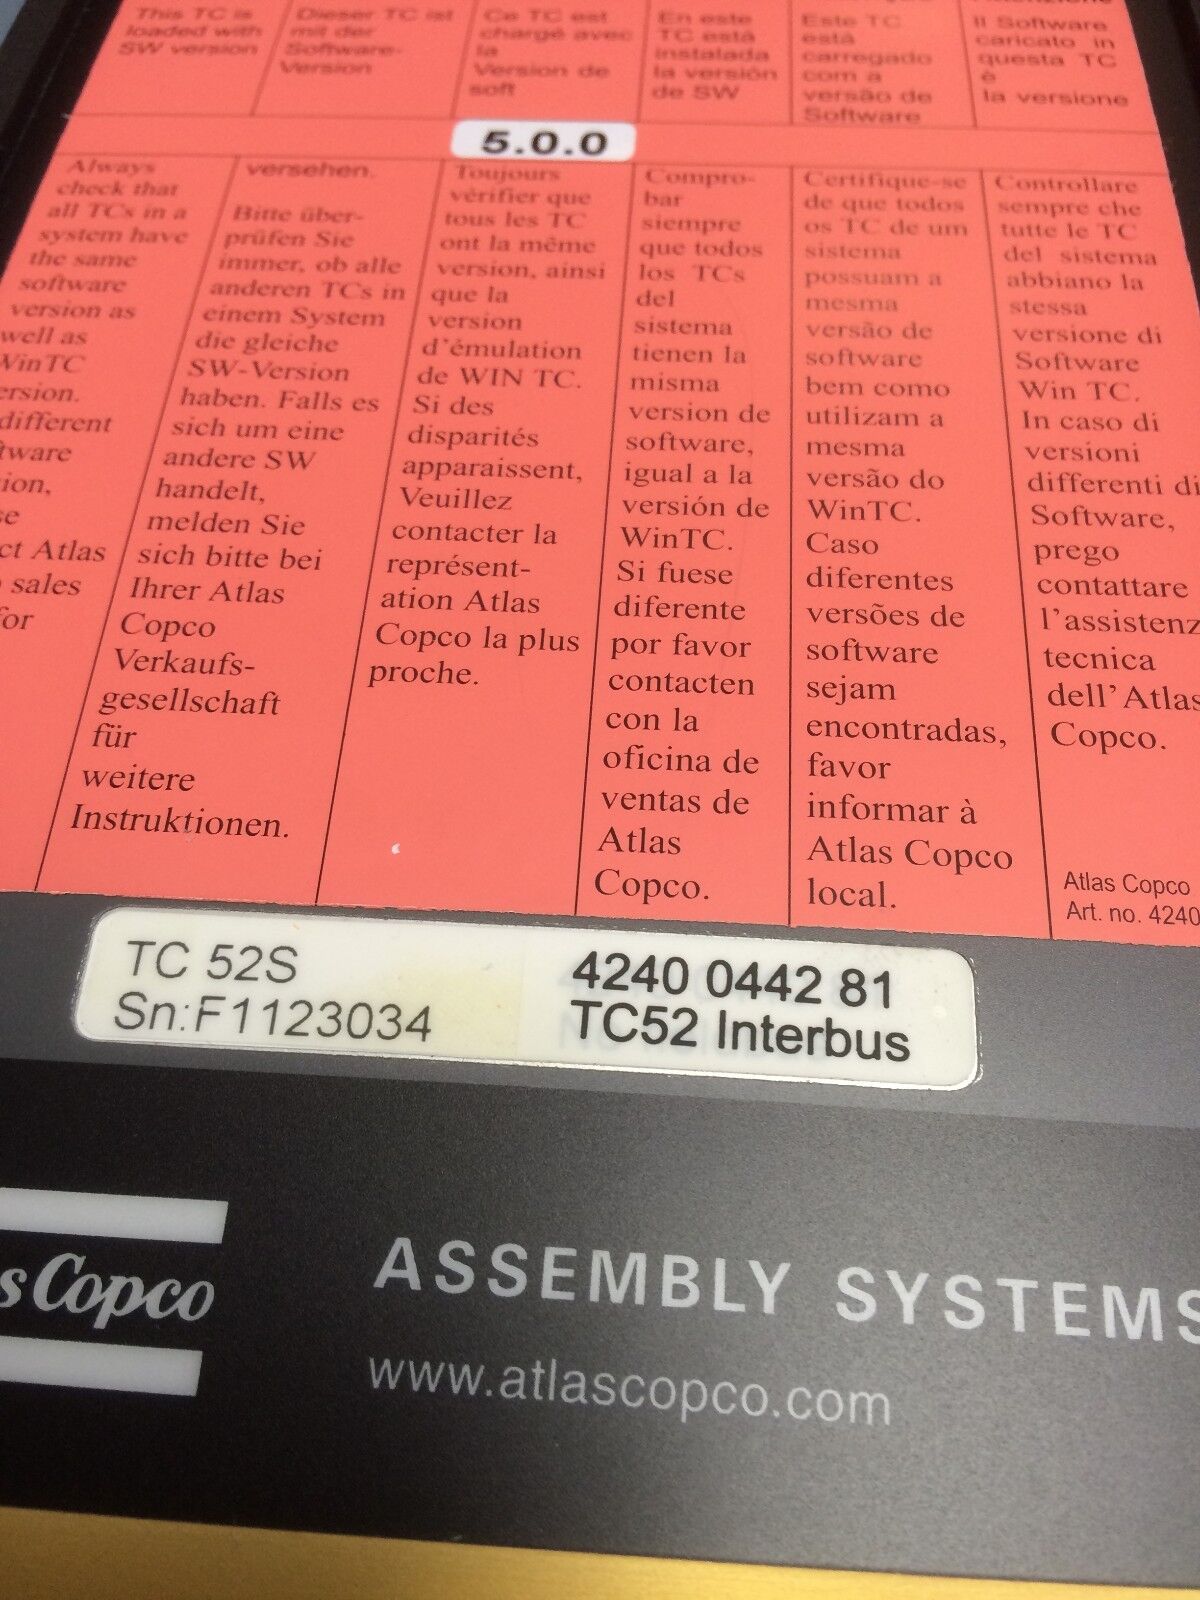 This TC is
loaded with
SW version
Dieser TC ist
mit der
Software-
Version
Ce TC est
chargé avec
la
Version de
soft
En este
TC está
instalada
la versión
de SW
Este TC
está
carregado
com a
versão de
Software
Il Software
caricato in
questa TC
è
la versione
5.0.0
Always
check that
all TCs in a
system have
the same
software
version as
well as
WinTC
different
Atlas
sales
for
versehen.
Bitte über-
prüfen Sie
immer, ob alle
anderen TCs in
einem System
die gleiche
SW-Version
haben. Falls es
sich um eine
andere SW
handelt,
melden Sie
sich bitte bei
Ihrer Atlas
Copco
Verkaufs-
gesellschaft
für
weitere
Instruktionen.
Toujours
vérifier que
tous les TC
ont la même
version, ainsi
que la
version
d'émulation
de WIN TC.
Si des
disparités
apparaissent,
Veuillez
contacter la
représent-
ation Atlas
Copco la plus
proche.
Compro-
bar
siempre
que todos
los TCs
del
sistema
tienen la
misma
version de
software,
igual a la
versión de
WinTC.
Si fuese
diferente
por favor
contacten
con la
oficina de
ventas de
Atlas
Copco.
Certifique-se
de que todos
os TC de um
sistema
possuam a
mesma
versão de
software
bem como
utilizam a
mesma
versão do
WinTC.
Caso
diferentes
versões de
software
sejam
encontradas,
favor
informar à
Atlas Copco
local.
Controllare
sempre che
tutte le TC
del sistema
abbiano la
stessa
versione di
Software
Win TC.
In caso di
versioni
differenti di
Software,
prego
contattare
l'assistenz
tecnica
dell'Atlas
Copco.
Atlas Copco
Art. no. 4240
TC 52S
Sn:F1123034
4240 0442 81
TC52 Interbus
s Copco
ASSEMBLY SYSTEMS
www.atlascopco.com